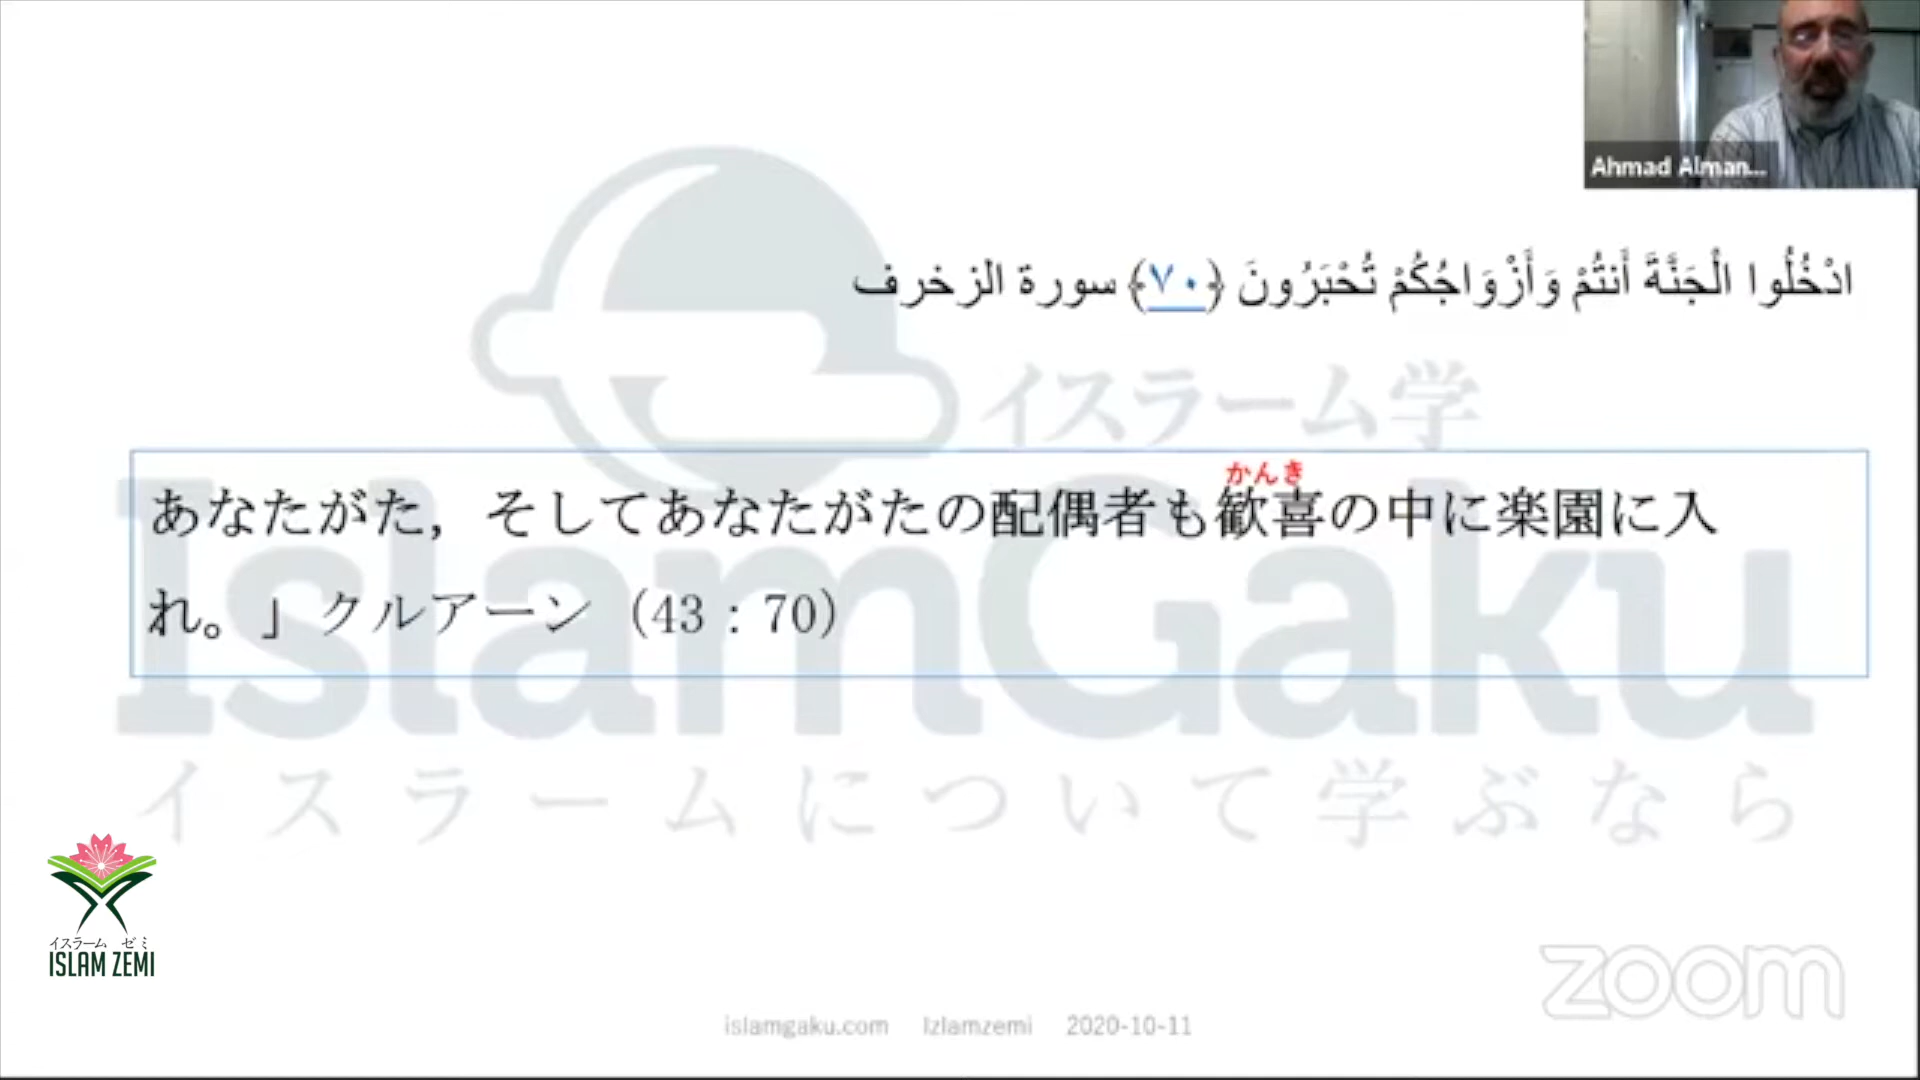 Ahmad Alman...
ادْخُلُوا الْجَنَّةَ أَنتُمْ وَأَزْوَاجُكُمْ تُحْبَرُونَ ﴿٧٠﴾ سورة الزخرف
イスラーム学
かんき
あなたがた，そしてあなたがたの配偶者も歓喜の中に楽園に入
れ。」クルアーン（43：70）
IslamGaku
イスラームについて学ぶなら
イスラーム ゼミ
ISLAM ZEMI
zoom
islamgaku.com Izlamzemi 2020-10-11